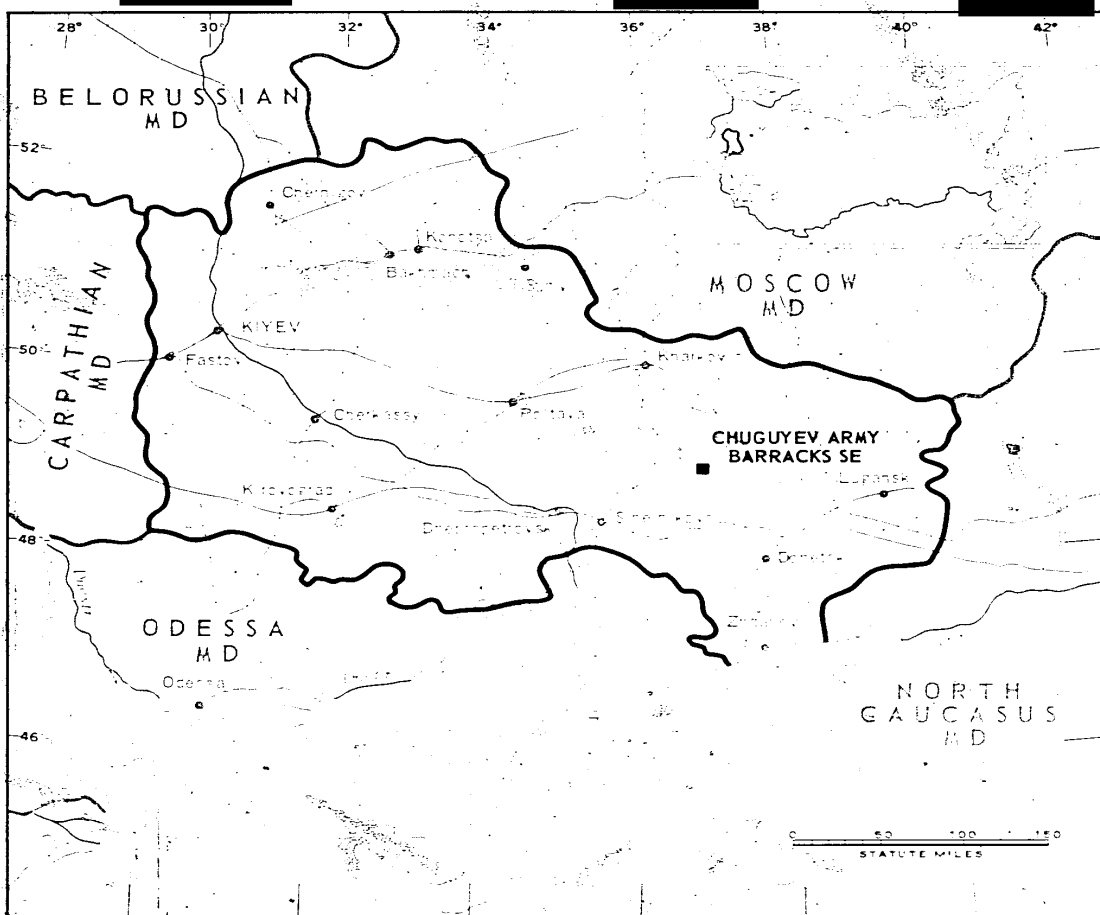 28° 30° 32° 34° 36° 38° 40° 42°
BELORUSSIAN
MD
52°
CARPATHIAN
MD
MOSCOW
MD
50°
KIYEV
Fastov
Kharkov
Cherkassy
Poltava
CHUGUYEV ARMY
BARRACKS SE
Lugansk
Kirovograd
48°
ODESSA
MD
Odessa
NORTH
CAUCASUS
MD
46°
0 50 100 150
STATUTE MILES